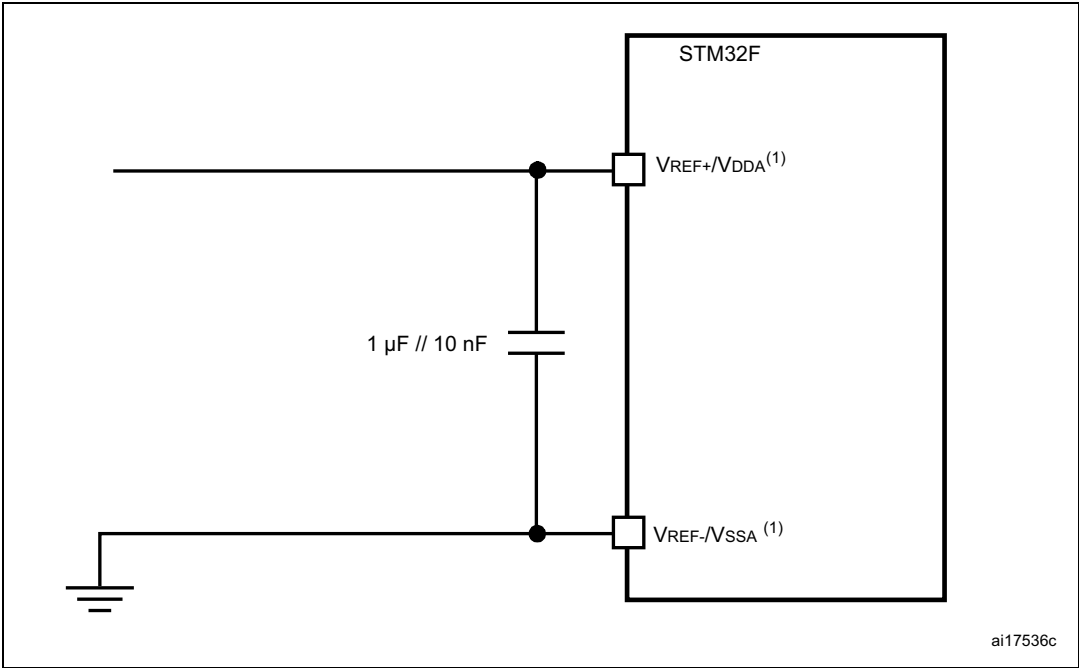 STM32F
VREF+/VDDA(1)
1 µF // 10 nF
VREF-/VSSA (1)
ai17536c